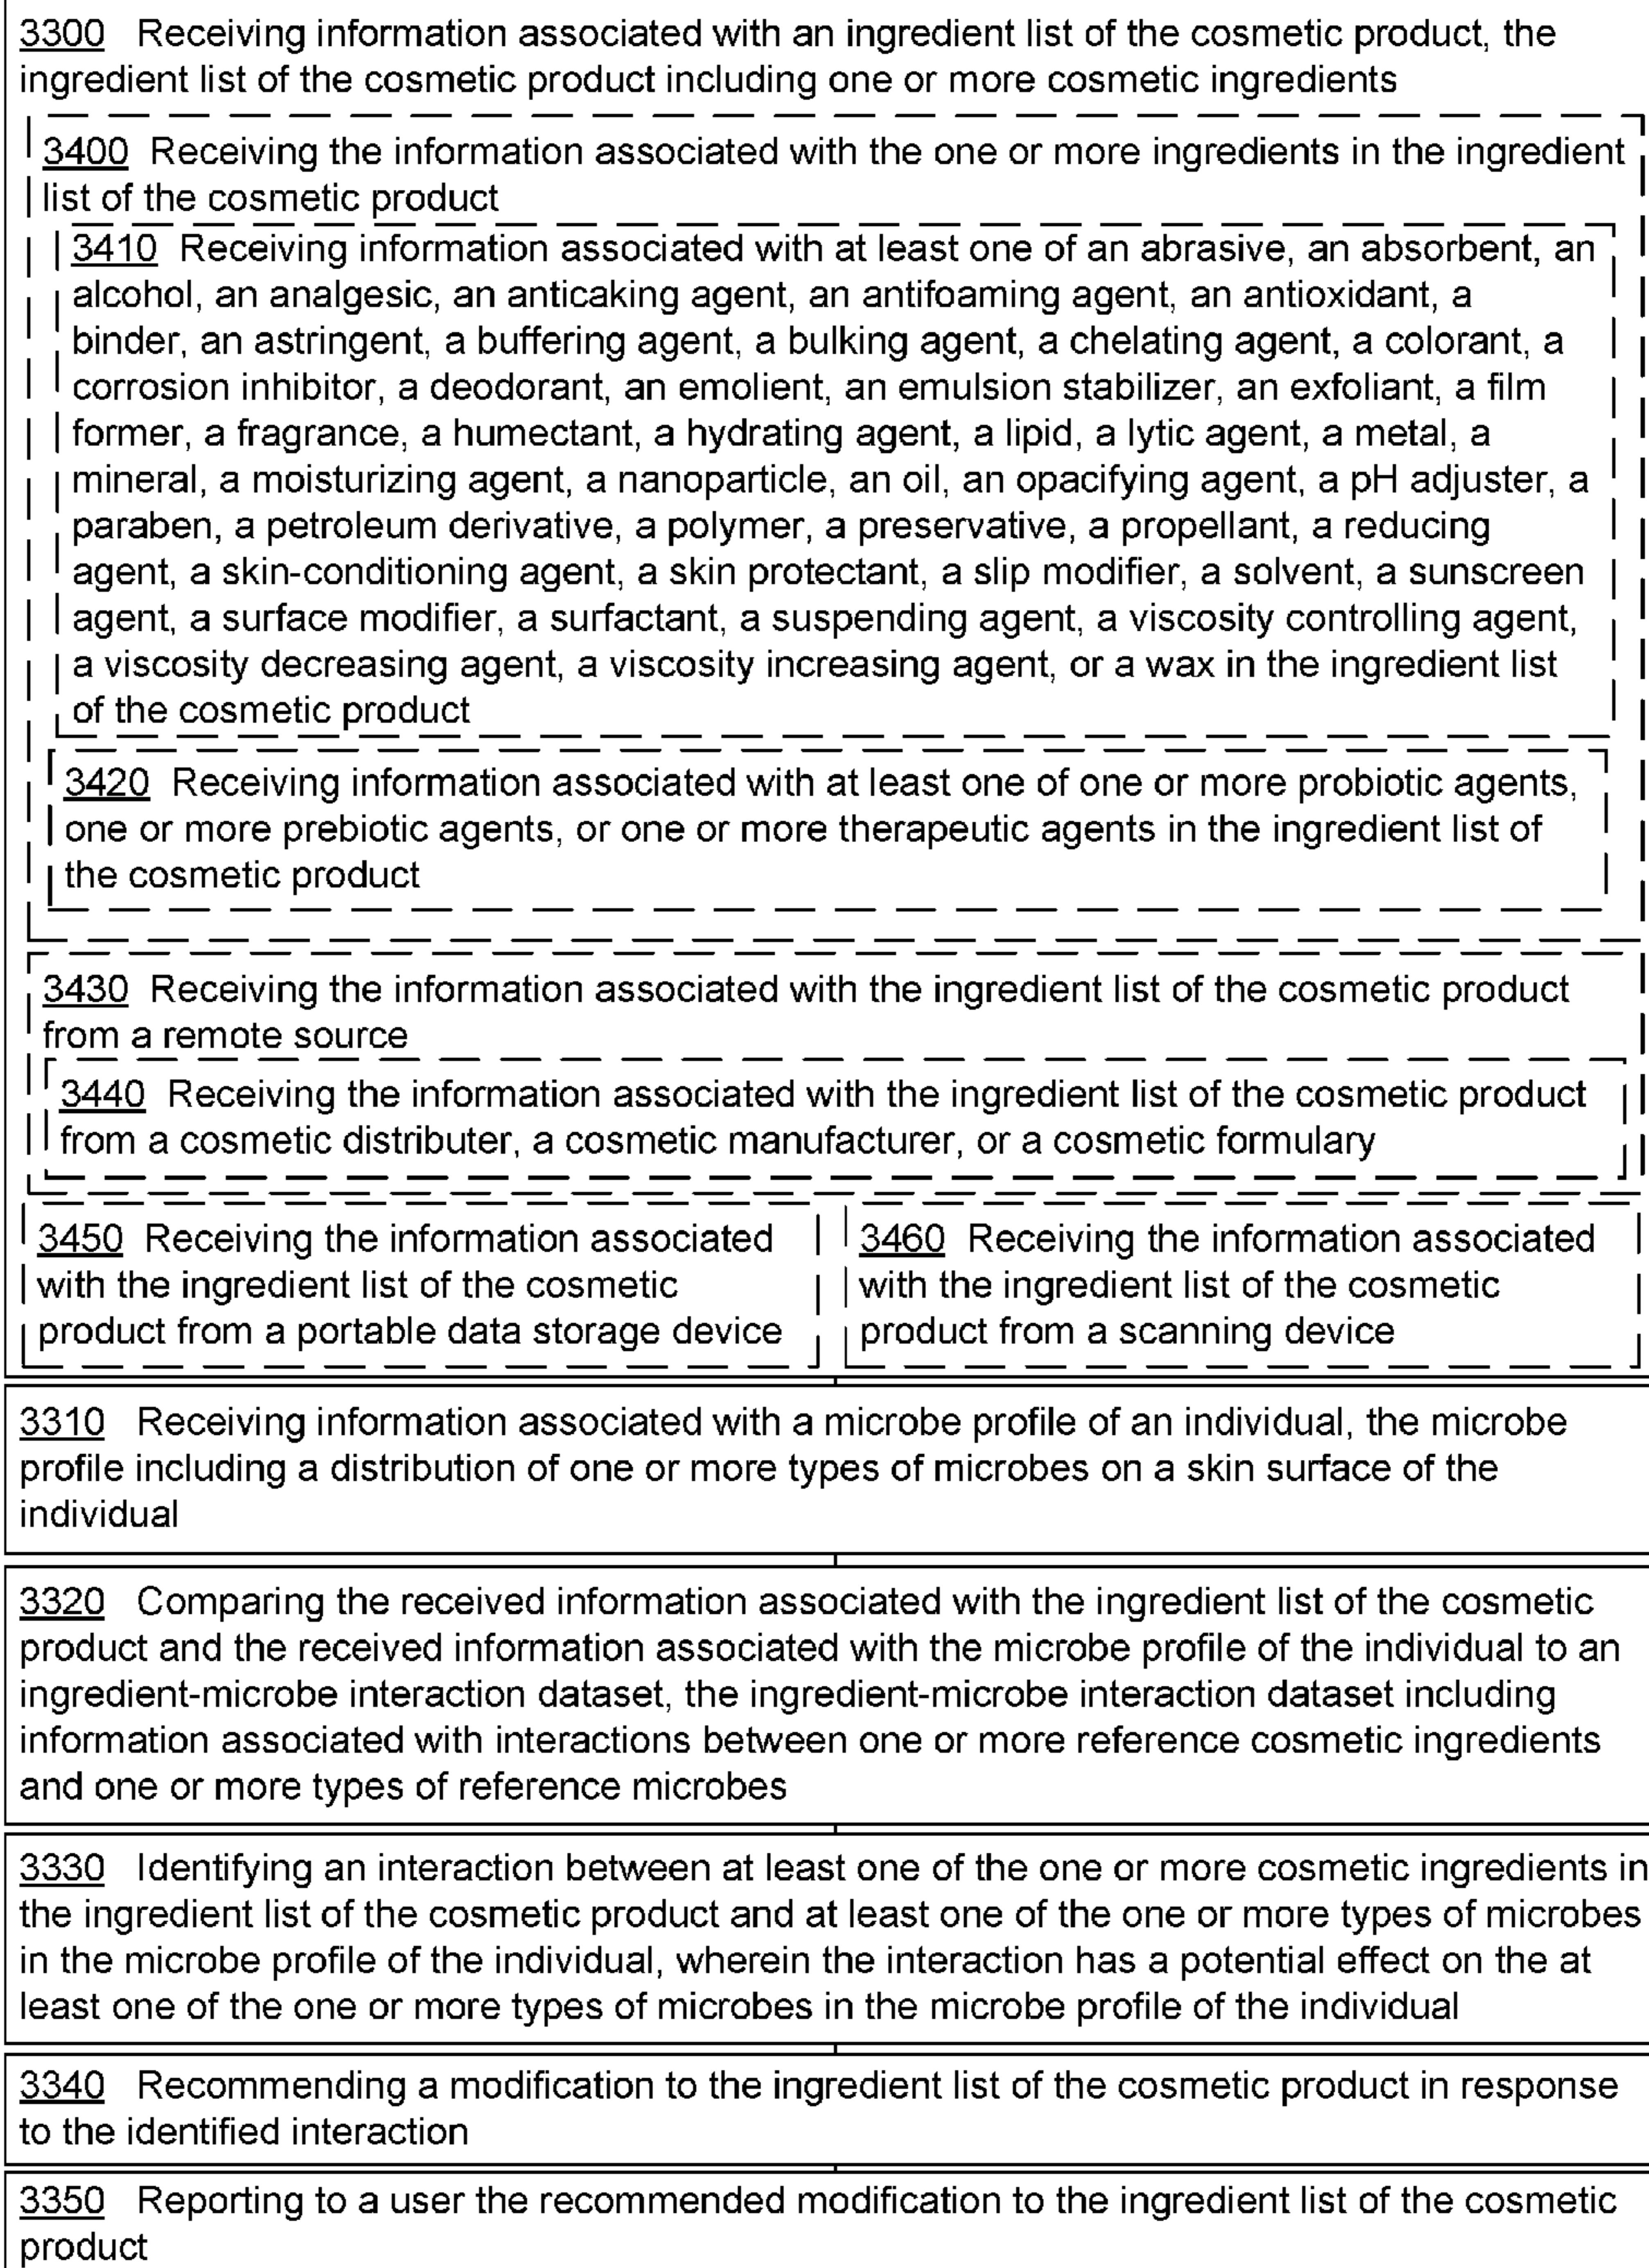 3300 Receiving information associated with an ingredient list of the cosmetic product, the
ingredient list of the cosmetic product including one or more cosmetic ingredients
3400 Receiving the information associated with the one or more ingredients in the ingredient
list of the cosmetic product
3410 Receiving information associated with at least one of an abrasive, an absorbent, an
alcohol, an analgesic, an anticaking agent, an antifoaming agent, an antioxidant, a
binder, an astringent, a buffering agent, a bulking agent, a chelating agent, a colorant, a
corrosion inhibitor, a deodorant, an emolient, an emulsion stabilizer, an exfoliant, a film
former, a fragrance, a humectant, a hydrating agent, a lipid, a lytic agent, a metal, a
mineral, a moisturizing agent, a nanoparticle, an oil, an opacifying agent, a pH adjuster, a
paraben, a petroleum derivative, a polymer, a preservative, a propellant, a reducing
agent, a skin-conditioning agent, a skin protectant, a slip modifier, a solvent, a sunscreen
agent, a surface modifier, a surfactant, a suspending agent, a viscosity controlling agent,
a viscosity decreasing agent, a viscosity increasing agent, or a wax in the ingredient list
of the cosmetic product
3420 Receiving information associated with at least one of one or more probiotic agents,
one or more prebiotic agents, or one or more therapeutic agents in the ingredient list of
the cosmetic product
3430 Receiving the information associated with the ingredient list of the cosmetic product
from a remote source
3440 Receiving the information associated with the ingredient list of the cosmetic product
from a cosmetic distributer, a cosmetic manufacturer, or a cosmetic formulary
3450 Receiving the information associated
with the ingredient list of the cosmetic
product from a portable data storage device
3460 Receiving the information associated
with the ingredient list of the cosmetic
product from a scanning device
3310 Receiving information associated with a microbe profile of an individual, the microbe
profile including a distribution of one or more types of microbes on a skin surface of the
individual
3320 Comparing the received information associated with the ingredient list of the cosmetic
product and the received information associated with the microbe profile of the individual to an
ingredient-microbe interaction dataset, the ingredient-microbe interaction dataset including
information associated with interactions between one or more reference cosmetic ingredients
and one or more types of reference microbes
3330 Identifying an interaction between at least one of the one or more cosmetic ingredients in
the ingredient list of the cosmetic product and at least one of the one or more types of microbes
in the microbe profile of the individual, wherein the interaction has a potential effect on the at
least one of the one or more types of microbes in the microbe profile of the individual
3340 Recommending a modification to the ingredient list of the cosmetic product in response
to the identified interaction
3350 Reporting to a user the recommended modification to the ingredient list of the cosmetic
product